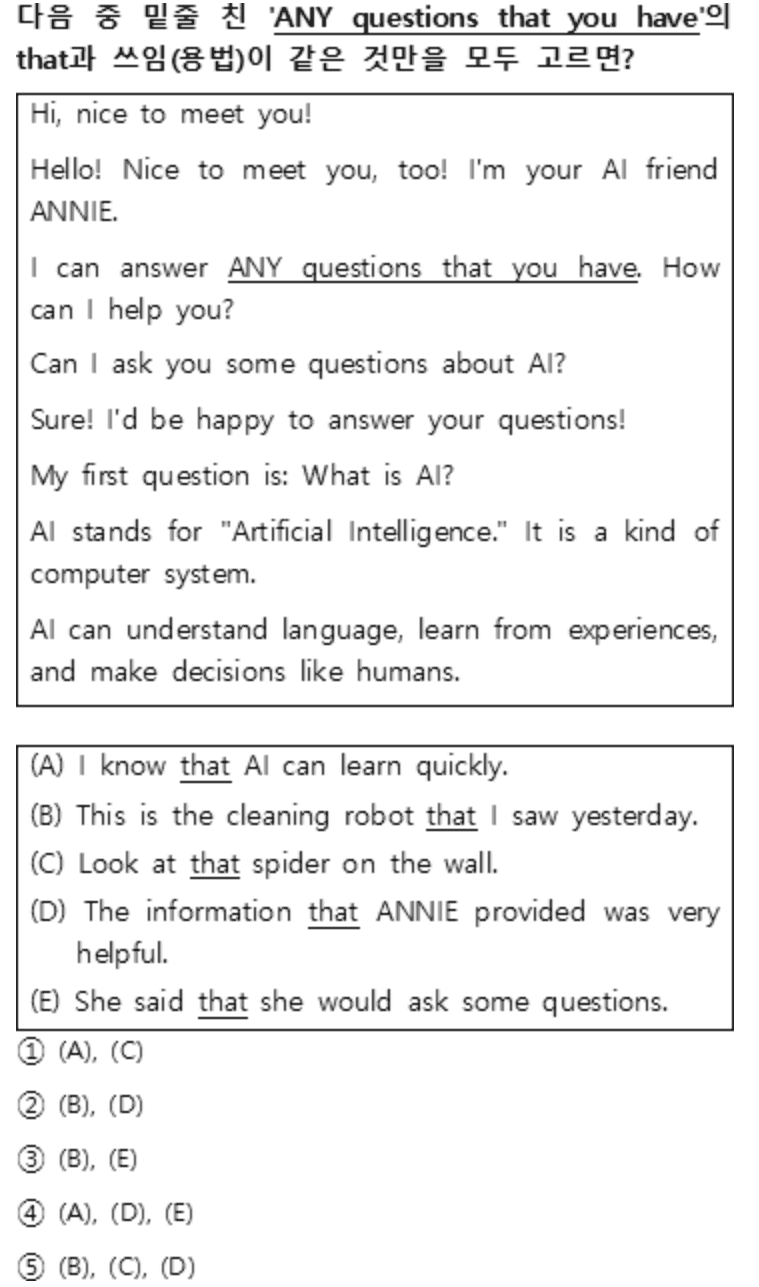 다음 중 밑줄 친 'ANY questions that you have'의
that과 쓰임(용법)이 같은 것만을 모두 고르면?
Hi, nice to meet you!
Hello! Nice to meet you, too! I'm your AI friend
ANNIE.
I can answer ANY questions that you have. How
can I help you?
Can I ask you some questions about AI?
Sure! I'd be happy to answer your questions!
My first question is: What is AI?
AI stands for "Artificial Intelligence." It is a kind of
computer system.
AI can understand language, learn from experiences,
and make decisions like humans.
(A) I know that AI can learn quickly.
(B) This is the cleaning robot that I saw yesterday.
(C) Look at that spider on the wall.
(D) The information that ANNIE provided was very
helpful.
(E) She said that she would ask some questions.
① (A), (C)
② (B), (D)
③ (B), (E)
④ (A), (D), (E)
⑤ (B), (C), (D)